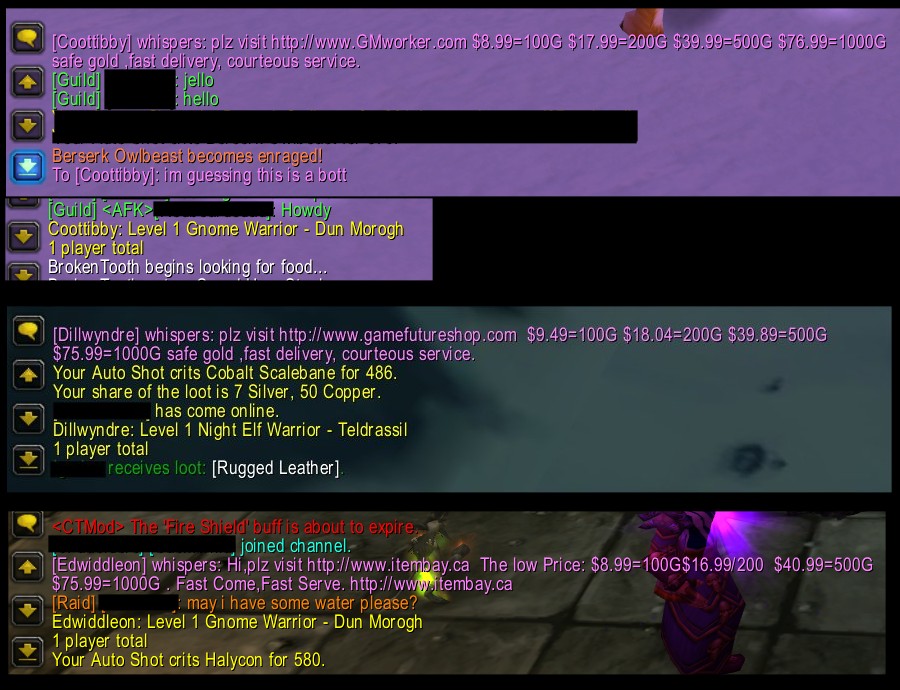 [Coottibby] whispers: plz visit http://www.GMworker.com $8.99=100G $17.99=200G $39.99=500G $76.99=1000G
safe gold ,fast delivery, courteous service.
[Guild] : jello
[Guild] : hello
Berserk Owlbeast becomes enraged!
To [Coottibby]: im guessing this is a bott
[Guild] <AFK> : Howdy
Coottibby: Level 1 Gnome Warrior - Dun Morogh
1 player total
BrokenTooth begins looking for food...
[Dillwyndre] whispers: plz visit http://www.gamefutureshop.com $9.49=100G $18.04=200G $39.89=500G
$75.99=1000G safe gold ,fast delivery, courteous service.
Your Auto Shot crits Cobalt Scalebane for 486.
Your share of the loot is 7 Silver, 50 Copper.
has come online.
Dillwyndre: Level 1 Night Elf Warrior - Teldrassil
1 player total
receives loot: [Rugged Leather].
<CTMod> The 'Fire Shield' buff is about to expire.
] joined channel.
[Edwiddleon] whispers: Hi,plz visit http://www.itembay.ca The low Price: $8.99=100G$16.99/200 $40.99=500G
$75.99=1000G . Fast Come,Fast Serve. http://www.itembay.ca
[Raid] : may i have some water please?
Edwiddleon: Level 1 Gnome Warrior - Dun Morogh
1 player total
Your Auto Shot crits Halycon for 580.